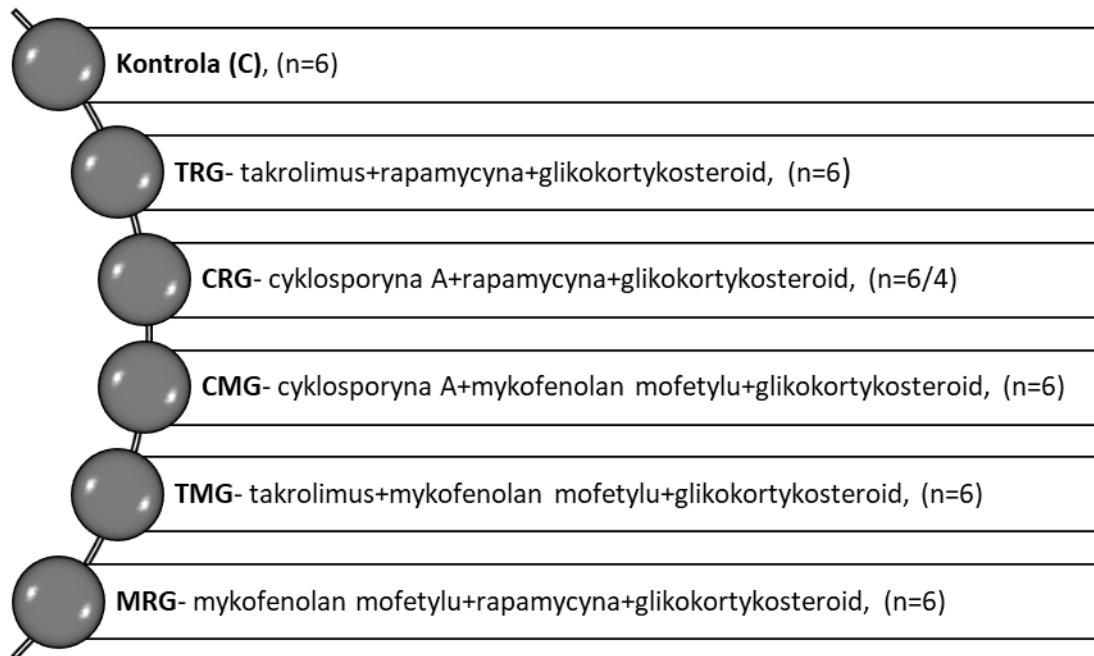 Kontrola (C), (n=6)
TRG- takrolimus+rapamycyna+glikokortykosteroid, (n=6)
CRG- cyklosporyna A+rapamycyna+glikokortykosteroid, (n=6/4)
CMG- cyklosporyna A+mykofenolan mofetylu+glikokortykosteroid, (n=6)
TMG- takrolimus+mykofenolan mofetylu+glikokortykosteroid, (n=6)
MRG- mykofenolan mofetylu+rapamycyna+glikokortykosteroid, (n=6)